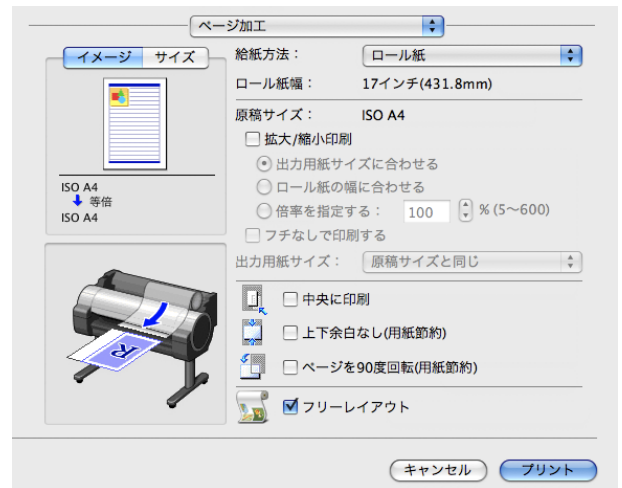 ページ加工
イメージ サイズ
ISO A4
等倍
ISO A4
給紙方法： ロール紙
ロール紙幅： 17インチ(431.8mm)
原稿サイズ： ISO A4
拡大/縮小印刷
出力用紙サイズに合わせる
ロール紙の幅に合わせる
倍率を指定する： 100 % (5～600)
フチなしで印刷する
出力用紙サイズ： 原稿サイズと同じ
R
中央に印刷
上下余白なし(用紙節約)
ページを90度回転(用紙節約)
フリーレイアウト
キャンセル プリント